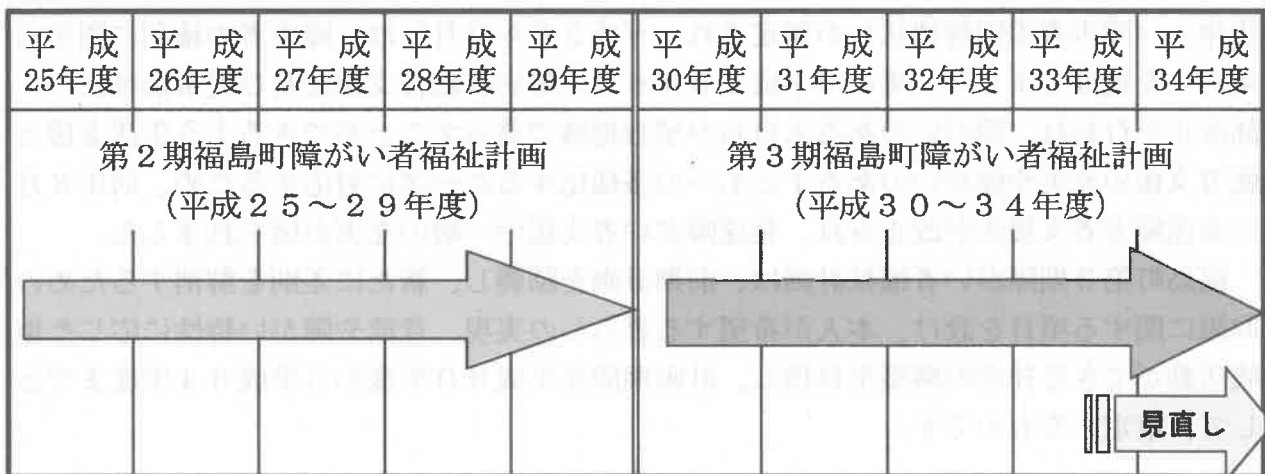 平成 平成 平成 平成 平成 平成 平成 平成 平成 平成
25年度 26年度 27年度 28年度 29年度 30年度 31年度 32年度 33年度 34年度
第2期福島町障がい者福祉計画 第3期福島町障がい者福祉計画
(平成25～29年度) (平成30～34年度)
見直し